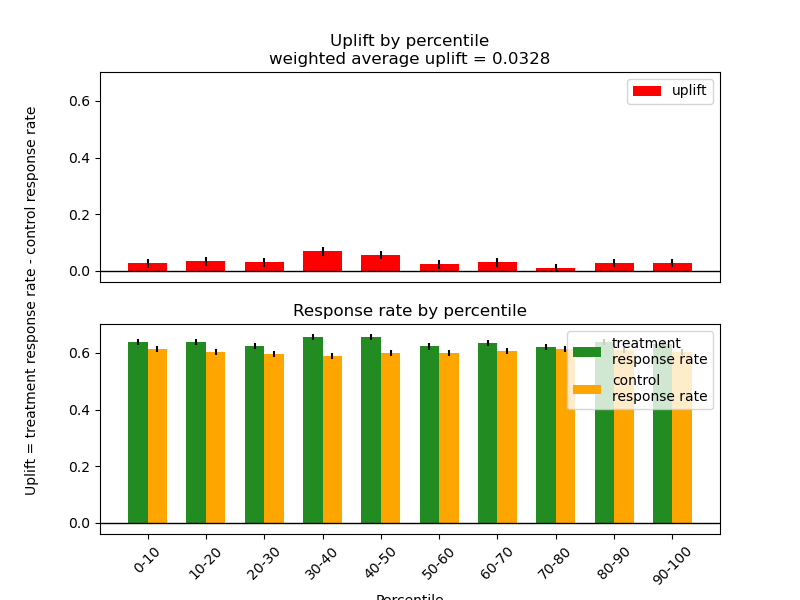 Uplift by percentile
weighted average uplift = 0.0328
uplift
0.6
0.4
0.2
0.0
Uplift = treatment response rate - control response rate
Response rate by percentile
treatment
response rate
control
response rate
0.6
0.4
0.2
0.0
0-10
10-20
20-30
30-40
40-50
50-60
60-70
70-80
80-90
90-100
Percentile